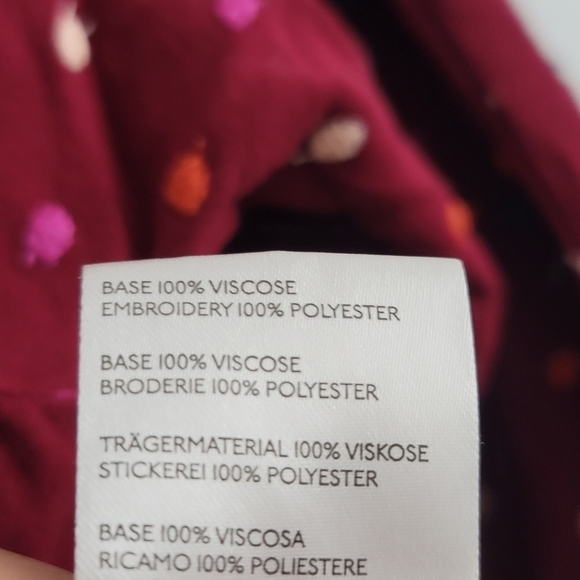 BASE 100% VISCOSE
EMBROIDERY 100% POLYESTER
BASE 100% VISCOSE
BRODERIE 100% POLYESTER
TRÄGERMATERIAL 100% VISKOSE
STICKEREI 100% POLYESTER
BASE 100% VISCOSA
RICAMO 100% POLIESTERE